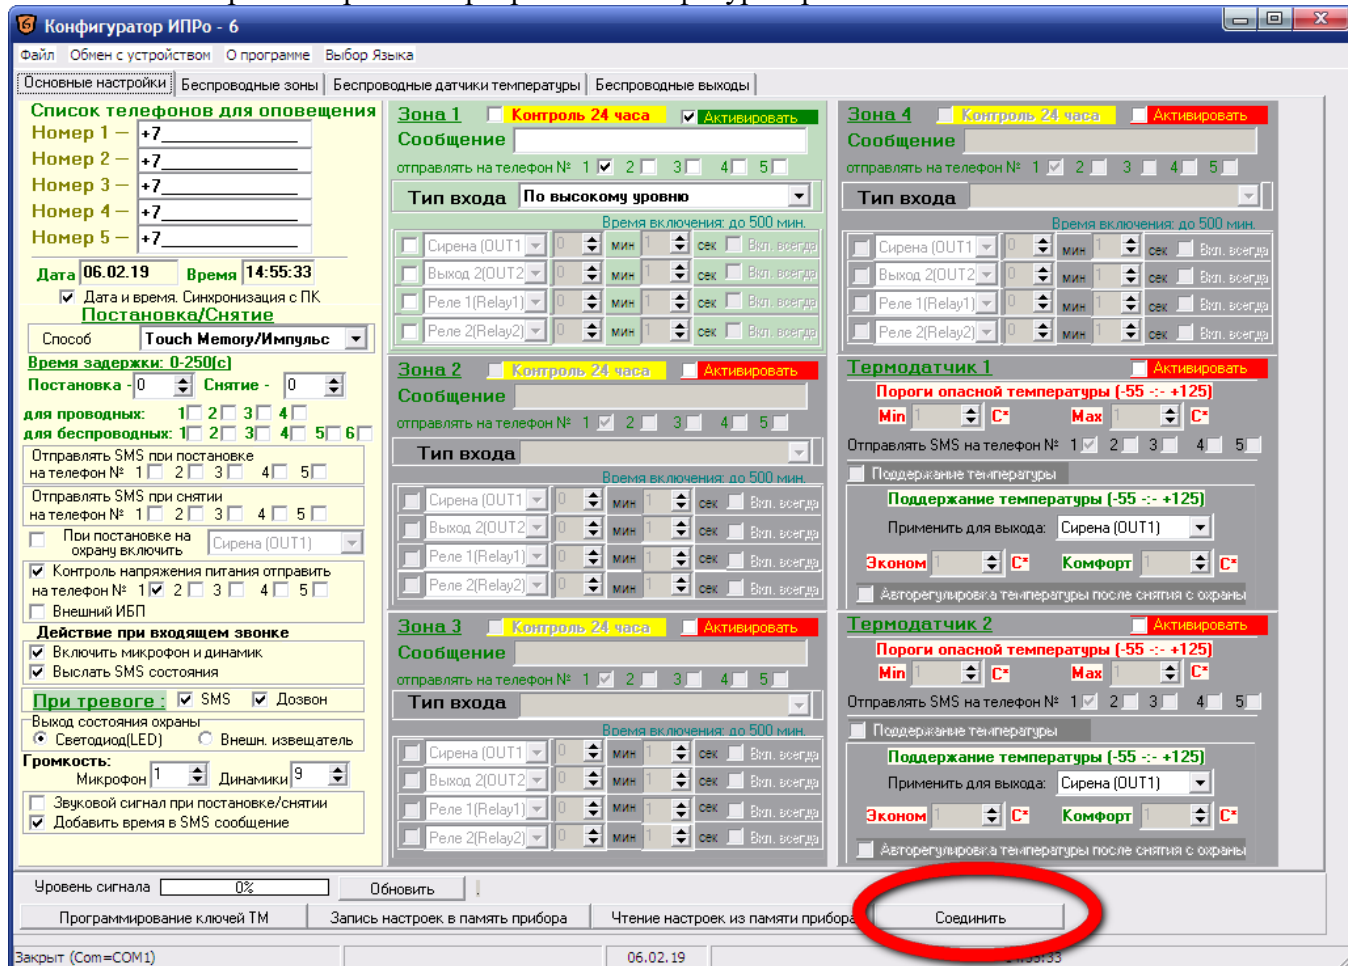 Конфигуратор ИПРо - 6
Файл Обмен с устройством О программе Выбор Языка
Основные настройки Беспроводные зоны Беспроводные датчики температуры Беспроводные выходы
Список телефонов для оповещения
Номер 1 – +7
Номер 2 – +7
Номер 3 – +7
Номер 4 – +7
Номер 5 – +7
Дата 06.02.19 Время 14:55:33
Дата и время. Синхронизация с ПК
Постановка/Снятие
Способ Touch Memory/Импульс
Время задержки: 0-250(с)
Постановка - 0 Снятие - 0
для проводных: 1 2 3 4
для беспроводных: 1 2 3 4 5 6
Отправлять SMS при постановке
на телефон № 1 2 3 4 5
Отправлять SMS при снятии
на телефон № 1 2 3 4 5
При постановке на
охрану включить Сирена (OUT1)
Контроль напряжения питания отправить
на телефон № 1 2 3 4 5
Внешний ИБП
Действие при входящем звонке
Включить микрофон и динамик
Выслать SMS состояния
При тревоге : SMS Дозвон
Выход состояния охраны
Светодиод(LED) Внешн. извещатель
Громкость:
Микрофон 1 Динамики 9
Звуковой сигнал при постановке/снятии
Добавить время в SMS сообщение
Зона 1 Контроль 24 часа Активировать
Сообщение
отправлять на телефон № 1 2 3 4 5
Тип входа По высокому уровню
Время включения: до 500 мин.
Сирена (OUT1 0 мин 1 сек Вкл. всегда
Выход 2(OUT2 0 мин 1 сек Вкл. всегда
Реле 1(Relay1) 0 мин 1 сек Вкл. всегда
Реле 2(Relay2) 0 мин 1 сек Вкл. всегда
Зона 2 Контроль 24 часа Активировать
Сообщение
отправлять на телефон № 1 2 3 4 5
Тип входа
Время включения: до 500 мин.
Сирена (OUT1 0 мин 1 сек Вкл. всегда
Выход 2(OUT2 0 мин 1 сек Вкл. всегда
Реле 1(Relay1) 0 мин 1 сек Вкл. всегда
Реле 2(Relay2) 0 мин 1 сек Вкл. всегда
Зона 3 Контроль 24 часа Активировать
Сообщение
отправлять на телефон № 1 2 3 4 5
Тип входа
Время включения: до 500 мин.
Сирена (OUT1 0 мин 1 сек Вкл. всегда
Выход 2(OUT2 0 мин 1 сек Вкл. всегда
Реле 1(Relay1) 0 мин 1 сек Вкл. всегда
Реле 2(Relay2) 0 мин 1 сек Вкл. всегда
Зона 4 Контроль 24 часа Активировать
Сообщение
отправлять на телефон № 1 2 3 4 5
Тип входа
Время включения: до 500 мин.
Сирена (OUT1 0 мин 1 сек Вкл. всегда
Выход 2(OUT2 0 мин 1 сек Вкл. всегда
Реле 1(Relay1) 0 мин 1 сек Вкл. всегда
Реле 2(Relay2) 0 мин 1 сек Вкл. всегда
Термодатчик 1 Активировать
Пороги опасной температуры (-55 -:- +125)
Min 1 C* Max 1 C*
Отправлять SMS на телефон № 1 2 3 4 5
Поддержание температуры
Поддержание температуры (-55 -:- +125)
Применить для выхода: Сирена (OUT1)
Эконом 1 C* Комфорт 1 C*
Авторегулировка температуры после снятия с охраны
Термодатчик 2 Активировать
Пороги опасной температуры (-55 -:- +125)
Min 1 C* Max 1 C*
Отправлять SMS на телефон № 1 2 3 4 5
Поддержание температуры
Поддержание температуры (-55 -:- +125)
Применить для выхода: Сирена (OUT1)
Эконом 1 C* Комфорт 1 C*
Авторегулировка температуры после снятия с охраны
Уровень сигнала 0% Обновить
Программирование ключей ТМ Запись настроек в память прибора Чтение настроек из памяти прибора Соединить
Закрыт (Com=COM1) 06.02.19 14:55:33